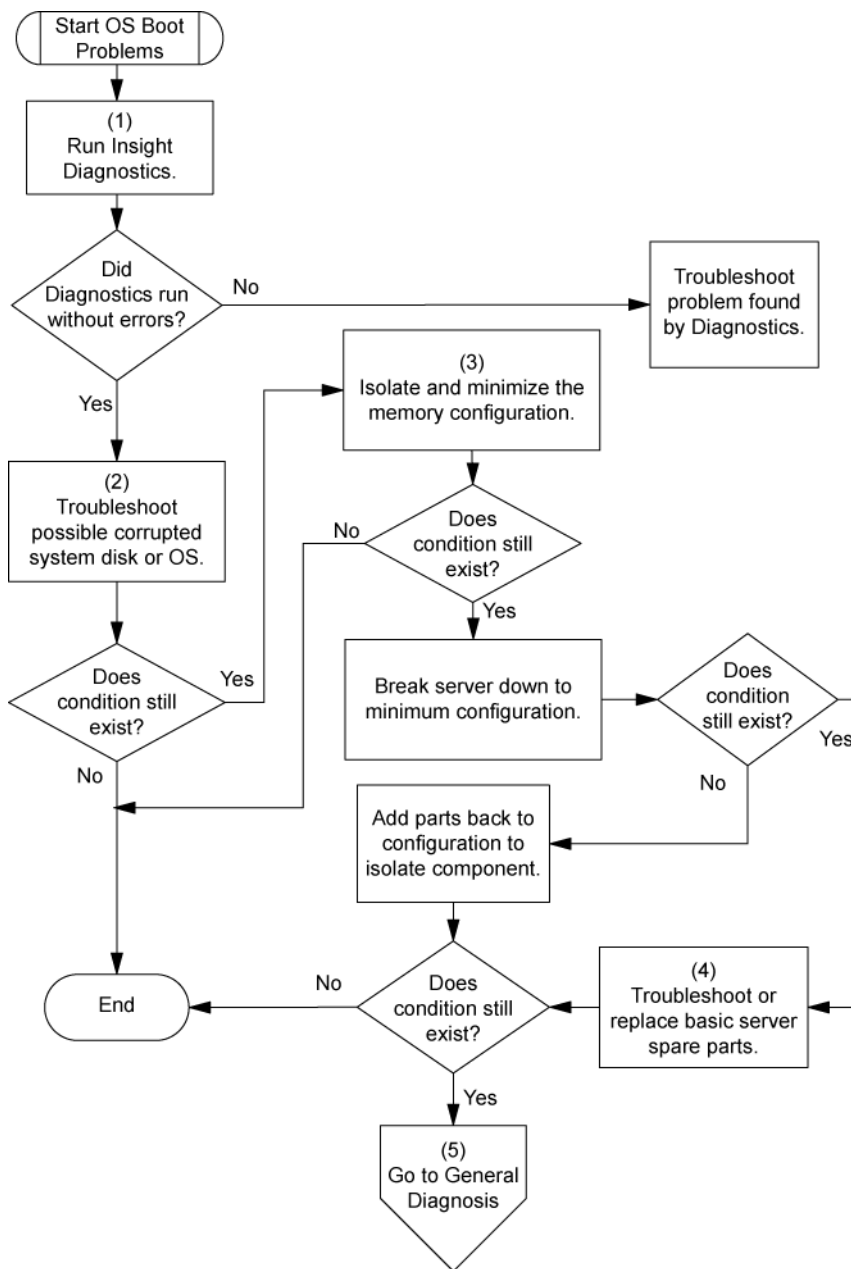 Start OS Boot
Problems
(1)
Run Insight
Diagnostics.
Did
Diagnostics run
without errors?
No
Troubleshoot
problem found
by Diagnostics.
Yes
(3)
Isolate and minimize the
memory configuration.
(2)
Troubleshoot
possible corrupted
system disk or OS.
No
Does
condition still
exist?
Yes
Does
condition still
exist?
Yes
No
Break server down to
minimum configuration.
Does
condition
still exist?
Yes
No
Add parts back to
configuration to
isolate component.
End
No
Does
condition still
exist?
(4)
Troubleshoot or
replace basic server
spare parts.
Yes
(5)
Go to General
Diagnosis